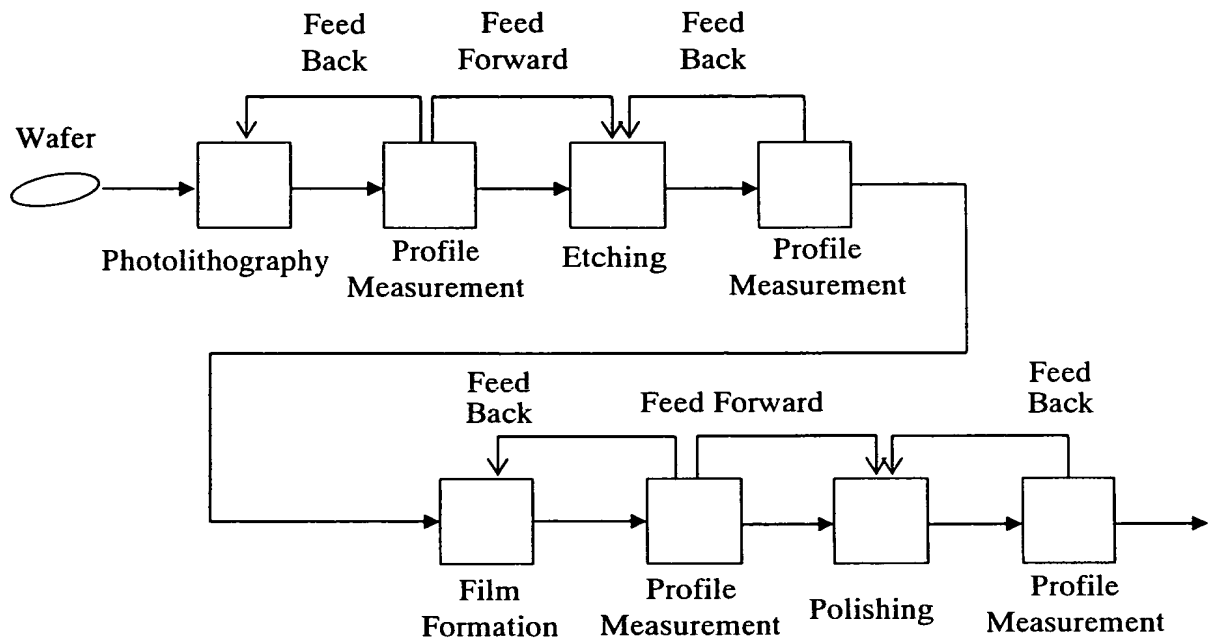 Feed
Back
Feed
Forward
Feed
Back
Wafer
Photolithography
Profile
Measurement
Etching
Profile
Measurement
Feed
Back
Feed Forward
Feed
Back
Film
Formation
Profile
Measurement
Polishing
Profile
Measurement